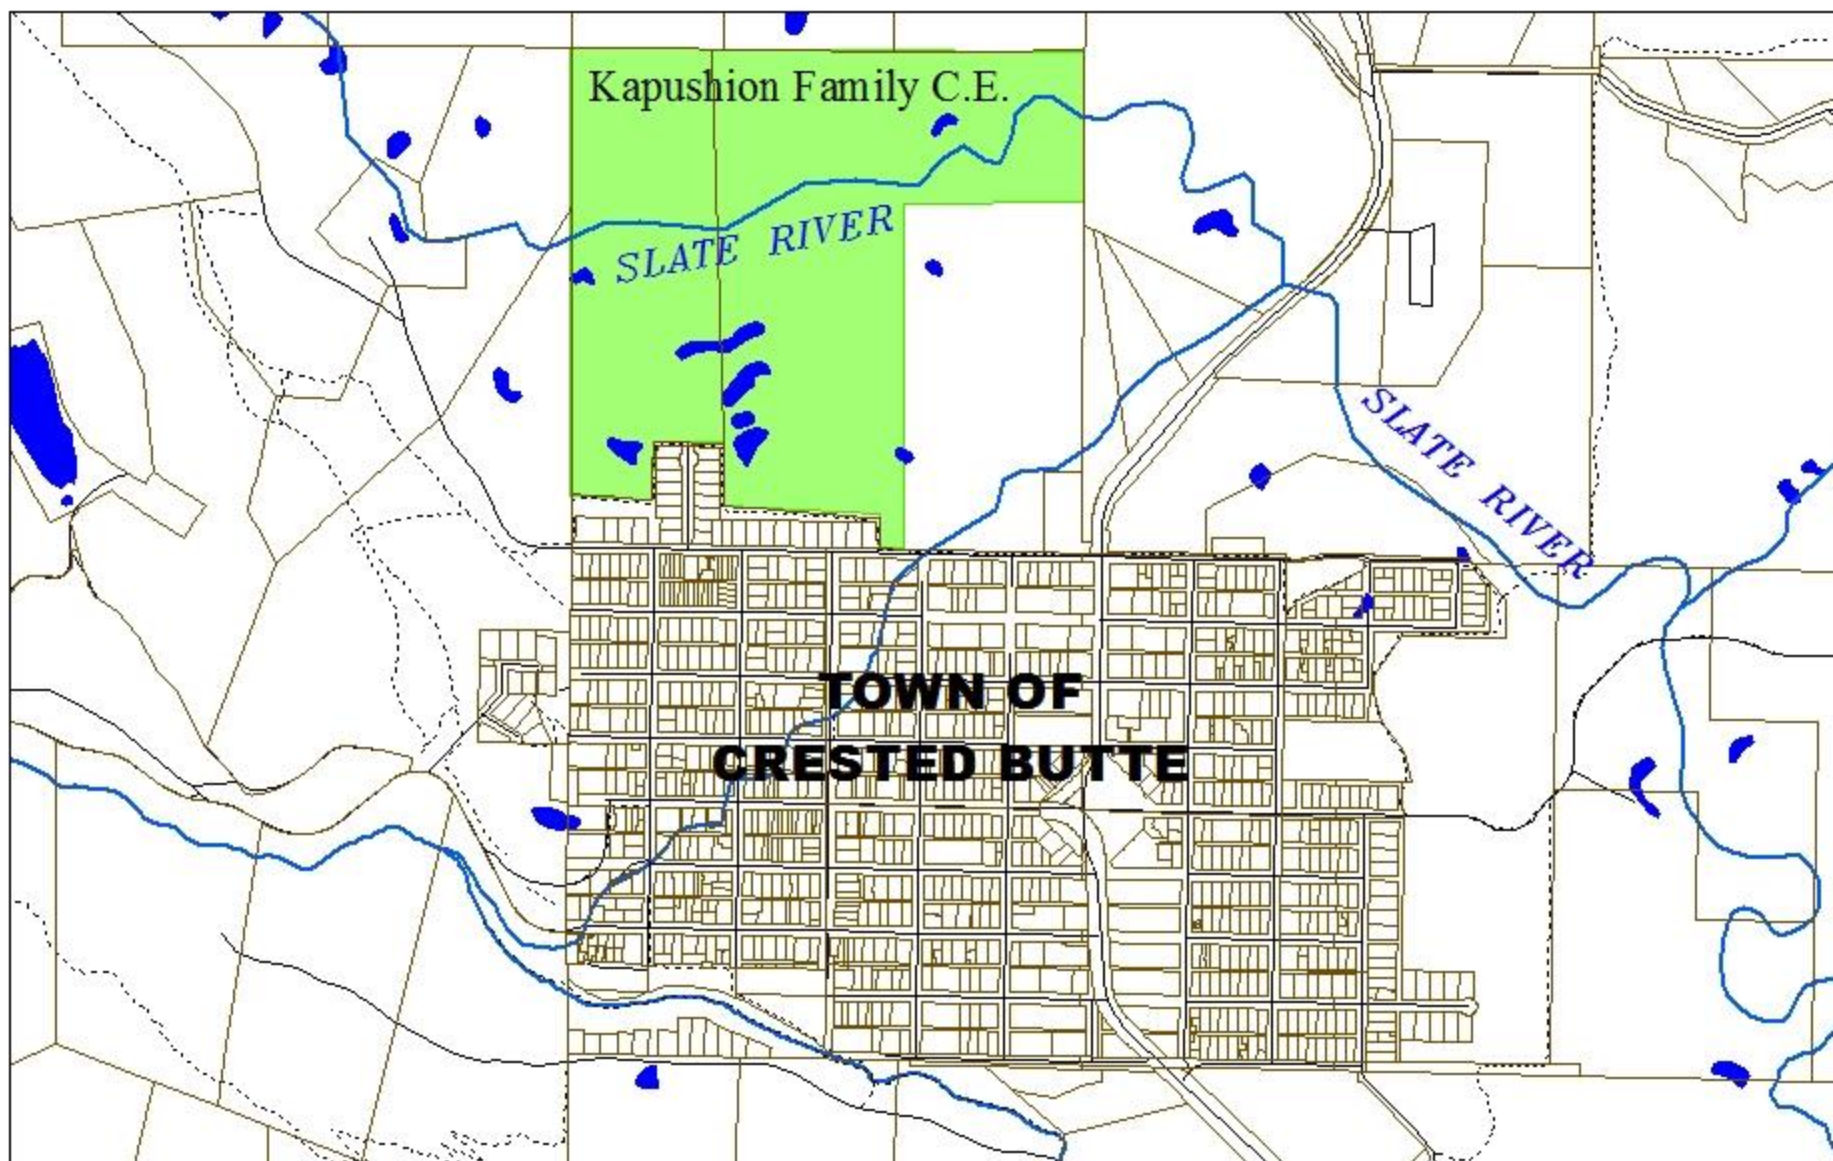 Kapushion Family C.E.
SLATE RIVER
SLATE RIVER
TOWN OF
CRESTED BUTTE